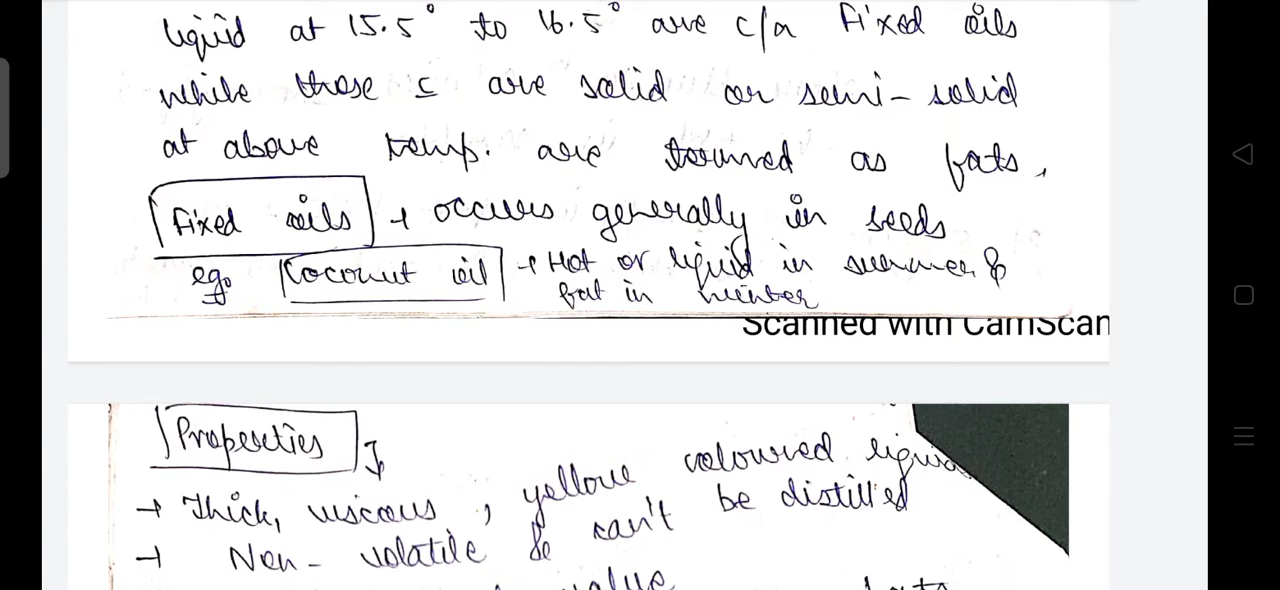 liquid at 15.5° to 16.5° are c/a Fixed oils
while those c are solid or semi-solid
at above temp. are termed as fats.
Fixed oils → occurs generally in seeds
eg. Coconut oil → Hot or liquid in summer &
fat in winter
Scanned with CamScan
Properties
→ Thick, viscous, yellow coloured liquid
→ Non-volatile & can't be distilled
value